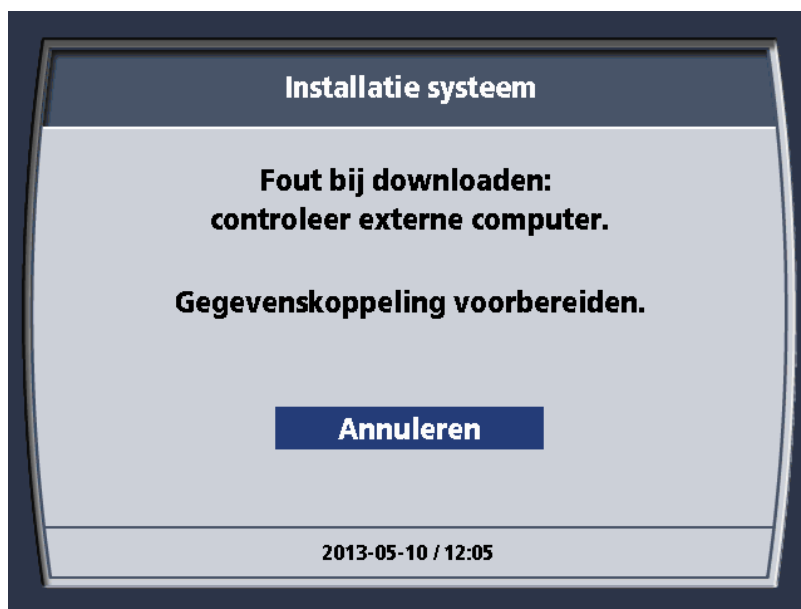 Installatie systeem
Fout bij downloaden:
controleer externe computer.
Gegevenskoppeling voorbereiden.
Annuleren
2013-05-10 / 12:05